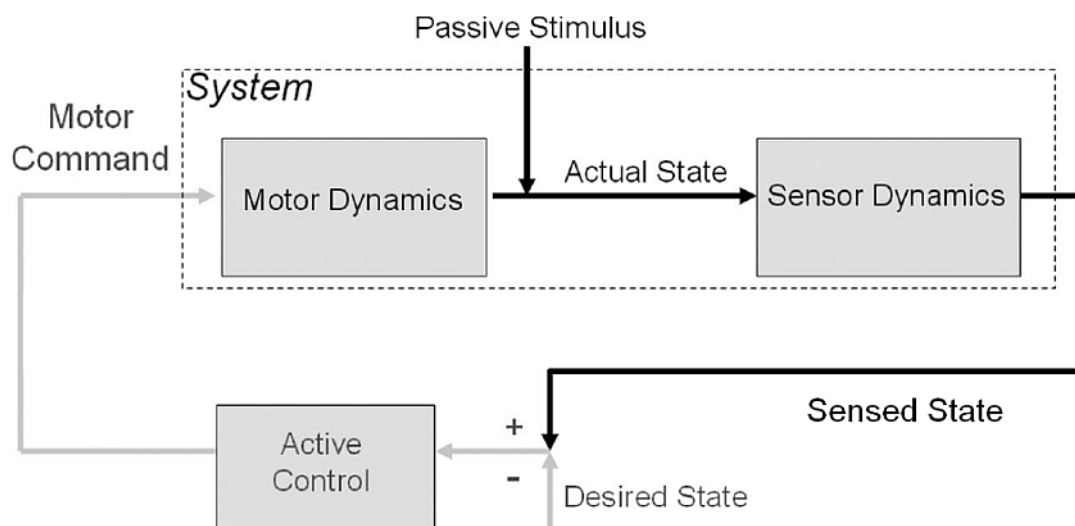 Passive Stimulus
System
Motor
Command
Motor Dynamics
Actual State
Sensor Dynamics
Sensed State
+
Active
Control
-
Desired State